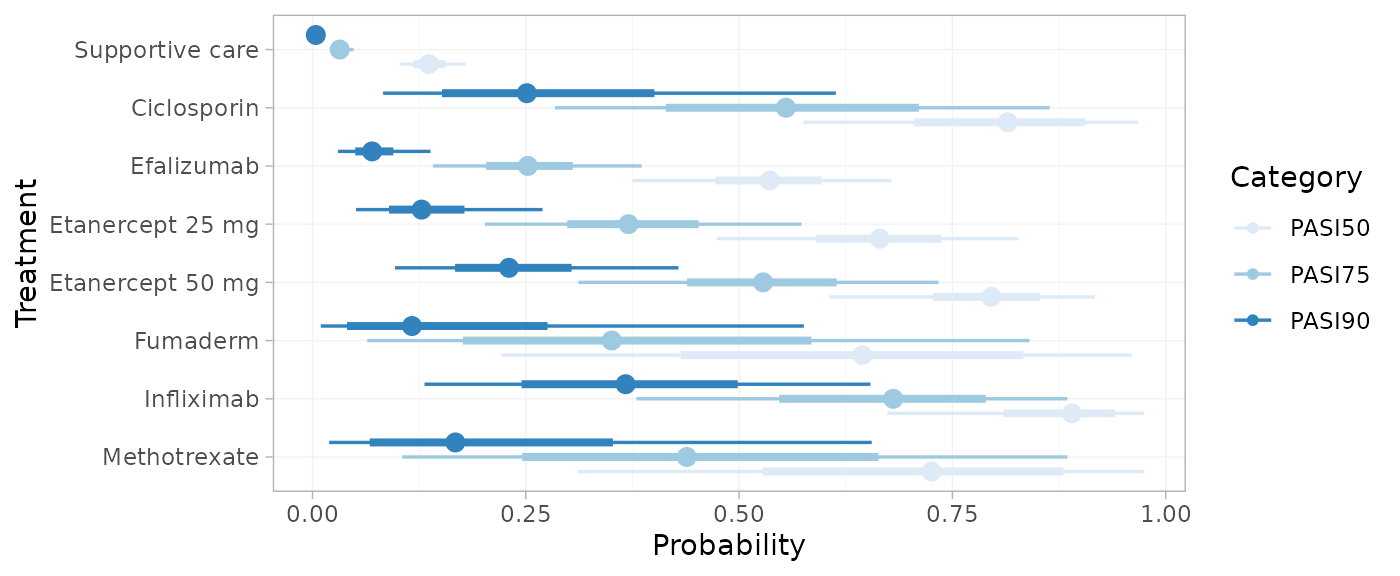 Supportive care
Ciclosporin
Efalizumab
Etanercept 25 mg
Etanercept 50 mg
Fumaderm
Infliximab
Methotrexate
Treatment
0.00 0.25 0.50 0.75 1.00
Probability
Category
PASI50
PASI75
PASI90